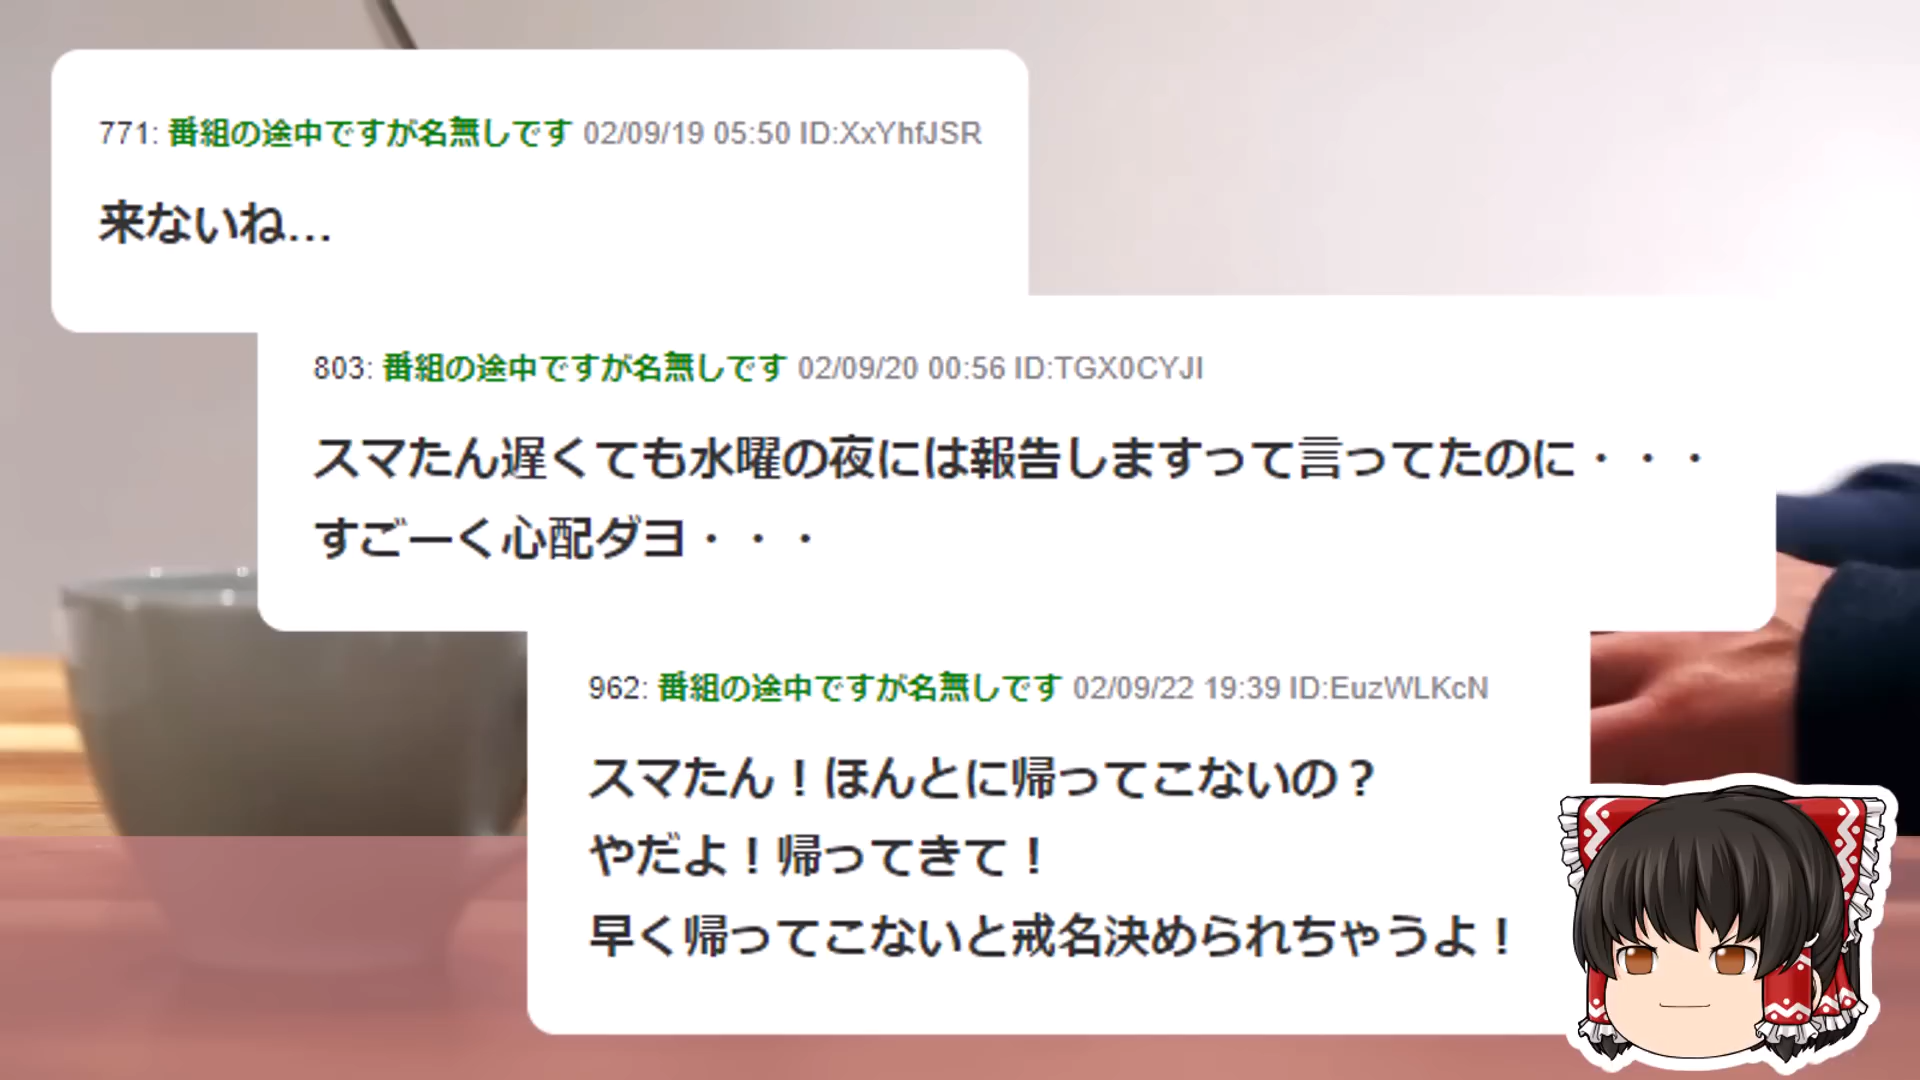 771: 番組の途中ですが名無しです 02/09/19 05:50 ID:XxYhfJSR
来ないね…
803: 番組の途中ですが名無しです 02/09/20 00:56 ID:TGX0CYJI
スマたん遅くても水曜の夜には報告しますって言ってたのに・・・
すごーく心配ダヨ・・・
962: 番組の途中ですが名無しです 02/09/22 19:39 ID:EuzWLKcN
スマたん！ほんとに帰ってこないの？
やだよ！帰ってきて！
早く帰ってこないと戒名決められちゃうよ！